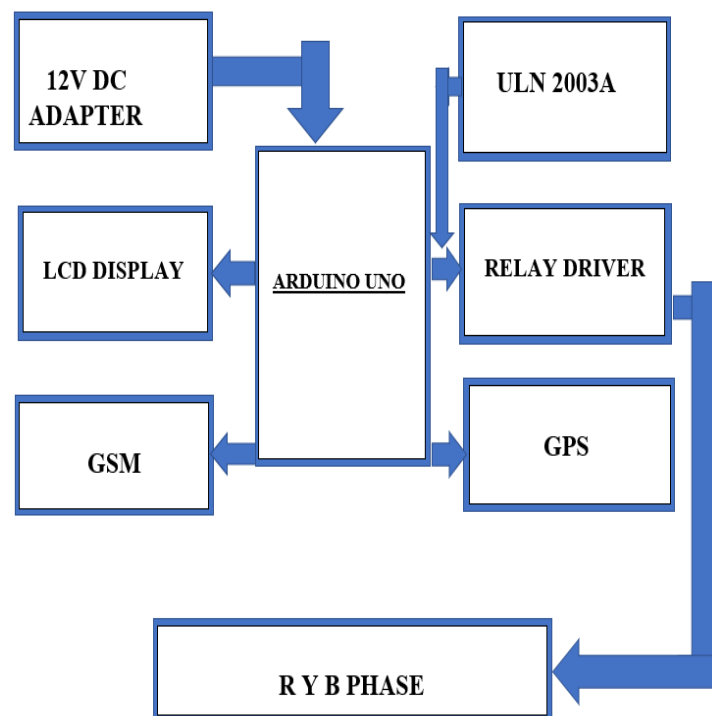 12V DC
ADAPTER
ULN 2003A
LCD DISPLAY
ARDUINO UNO
RELAY DRIVER
GSM
GPS
R Y B PHASE